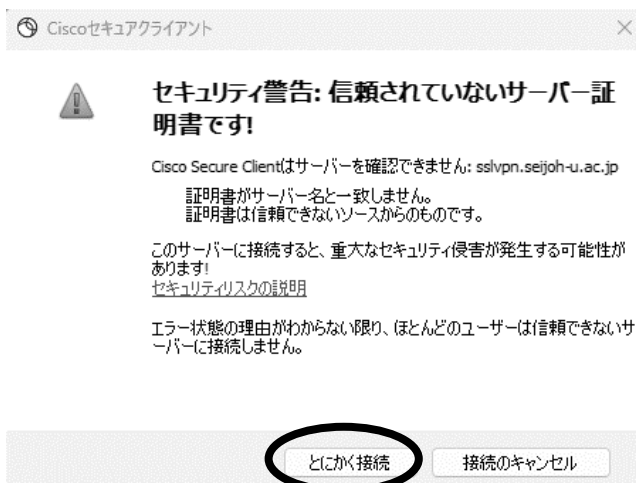 Ciscoセキュアクライアント
セキュリティ警告: 信頼されていないサーバー証
明書です!
Cisco Secure Clientはサーバーを確認できません: sslvpn.seijoh-u.ac.jp
証明書がサーバー名と一致しません。
証明書は信頼できないソースからのものです。
このサーバーに接続すると、重大なセキュリティ侵害が発生する可能性が
あります!
セキュリティリスクの説明
エラー状態の理由がわからない限り、ほとんどのユーザーは信頼できないサ
ーバーに接続しません。
とにかく接続
接続のキャンセル